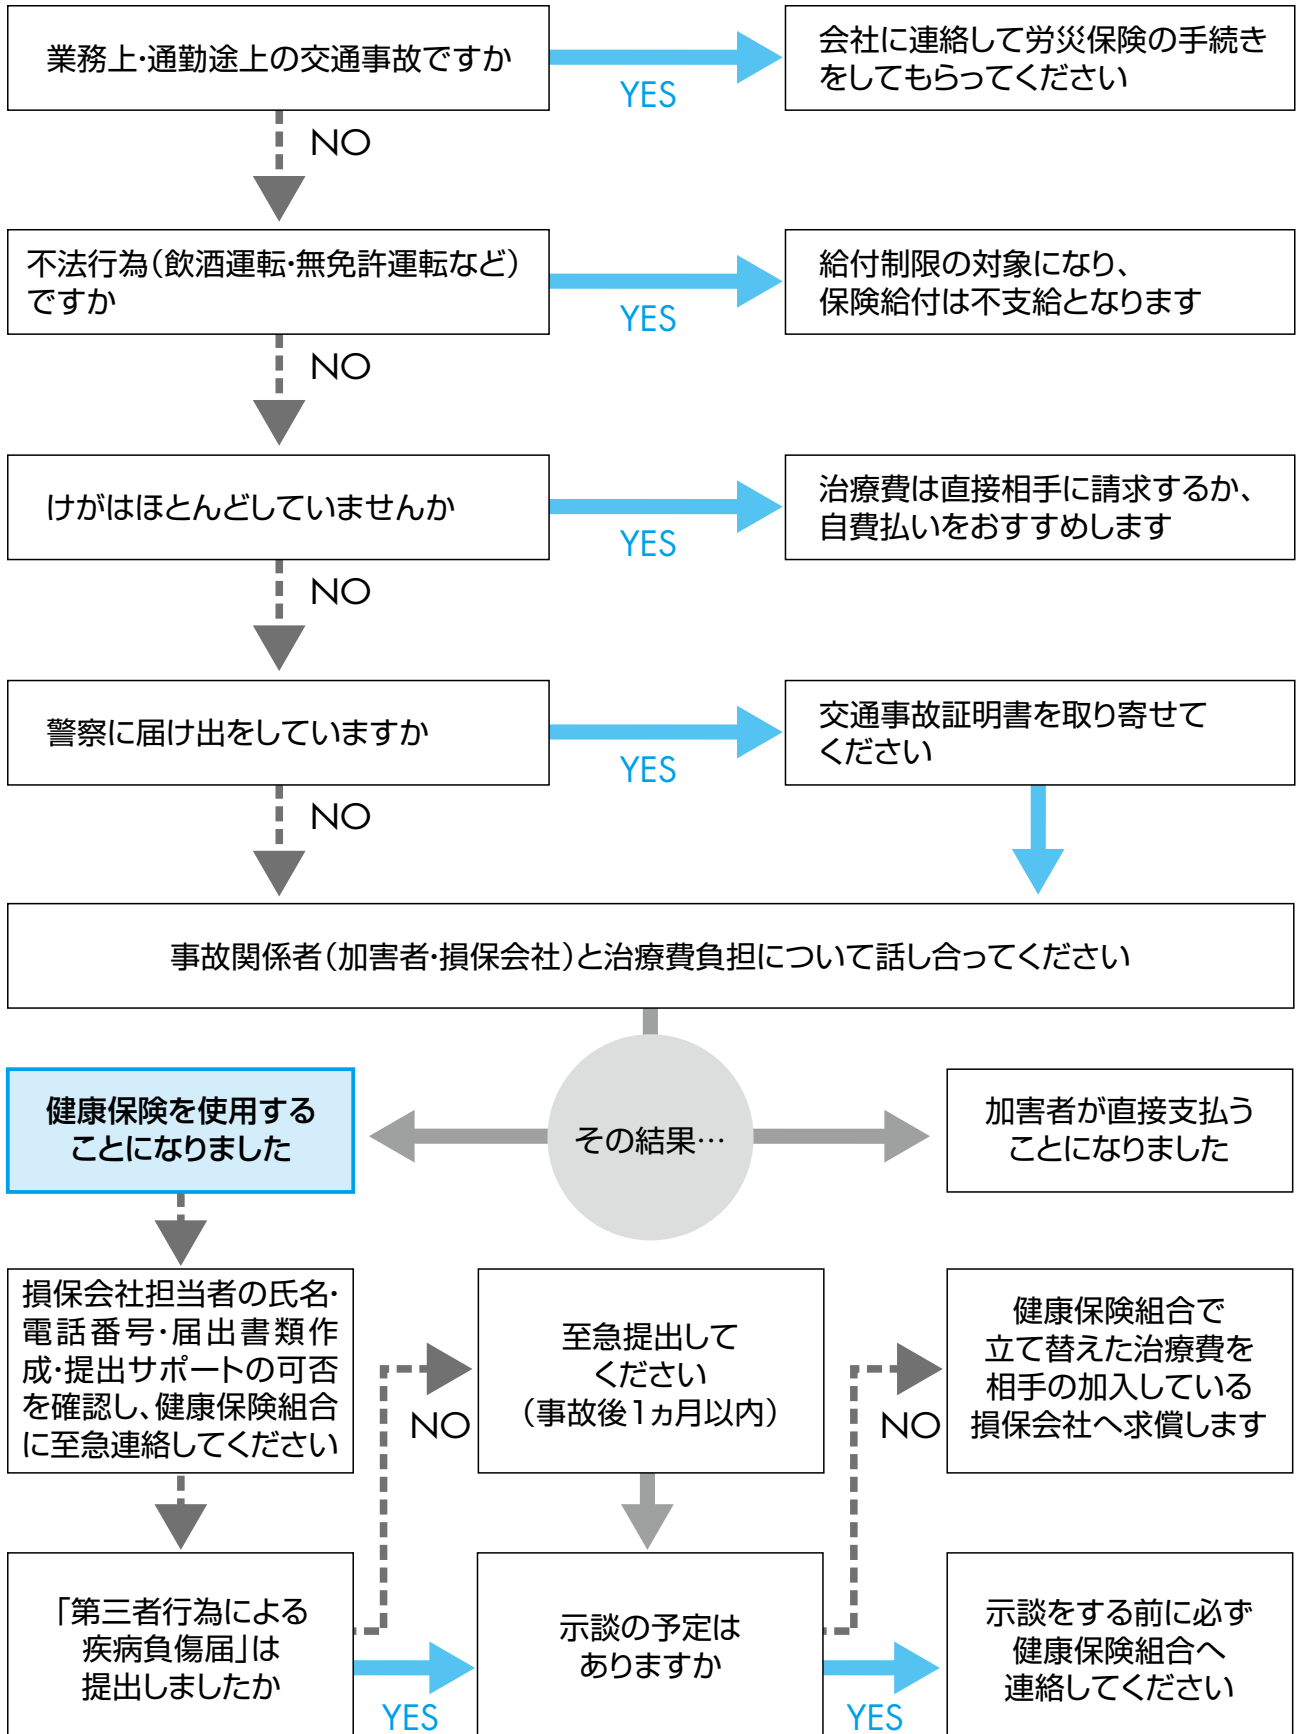 業務上・通勤途上の交通事故ですか
YES
会社に連絡して労災保険の手続き
をしてもらってください
NO
不法行為（飲酒運転・無免許運転など）
ですか
YES
給付制限の対象になり、
保険給付は不支給となります
NO
けがはほとんどしていませんか
YES
治療費は直接相手に請求するか、
自費払いをおすすめします
NO
警察に届け出をしていますか
YES
交通事故証明書を取り寄せて
ください
NO
事故関係者（加害者・損保会社）と治療費負担について話し合ってください
その結果…
健康保険を使用する
ことになりました
加害者が直接支払う
ことになりました
損保会社担当者の氏名・
電話番号・届出書類作
成・提出サポートの可否
を確認し、健康保険組合
に至急連絡してください
NO
至急提出して
ください
（事故後1ヵ月以内）
NO
健康保険組合で
立て替えた治療費を
相手の加入している
損保会社へ求償します
「第三者行為による
疾病負傷届」は
提出しましたか
YES
示談の予定は
ありますか
YES
示談をする前に必ず
健康保険組合へ
連絡してください